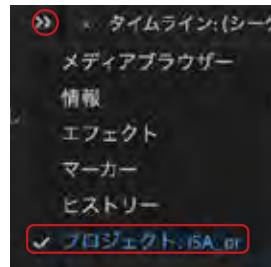 » × タイムライン: (シー
メディアブラウザー
情報
エフェクト
マーカー
ヒストリー
✓ プロジェクト: ISA_pr